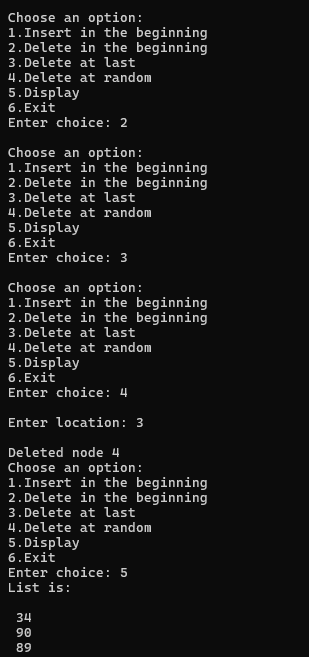 Choose an option:
1.Insert in the beginning
2.Delete in the beginning
3.Delete at last
4.Delete at random
5.Display
6.Exit
Enter choice: 2
Choose an option:
1.Insert in the beginning
2.Delete in the beginning
3.Delete at last
4.Delete at random
5.Display
6.Exit
Enter choice: 3
Choose an option:
1.Insert in the beginning
2.Delete in the beginning
3.Delete at last
4.Delete at random
5.Display
6.Exit
Enter choice: 4
Enter location: 3
Deleted node 4
Choose an option:
1.Insert in the beginning
2.Delete in the beginning
3.Delete at last
4.Delete at random
5.Display
6.Exit
Enter choice: 5
List is:
34
90
89